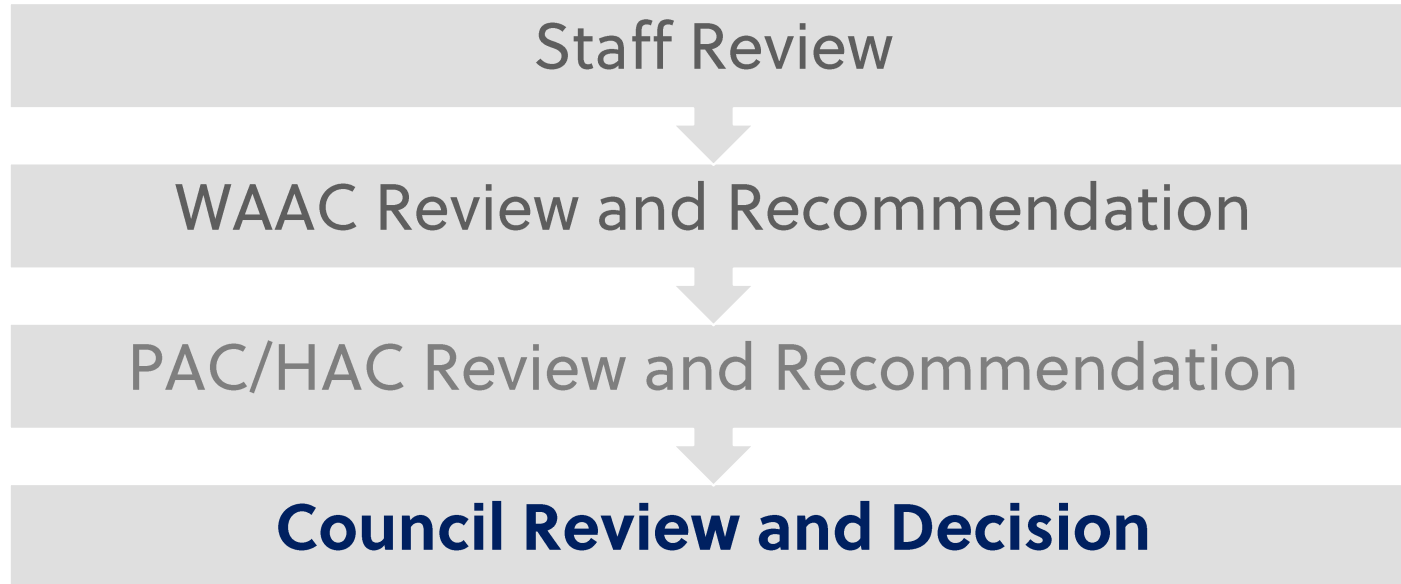 Staff Review
WAAC Review and Recommendation
PAC/HAC Review and Recommendation
Council Review and Decision